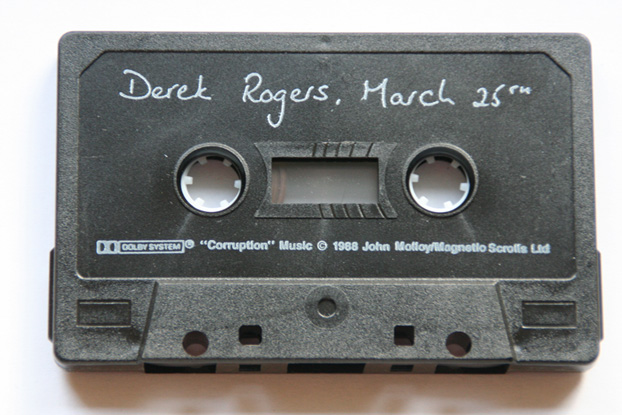 Derek Rogers. March 25TH
DOLBY SYSTEM® "Corruption" Music © 1988 John Molloy/Magnetic Scrolls Ltd